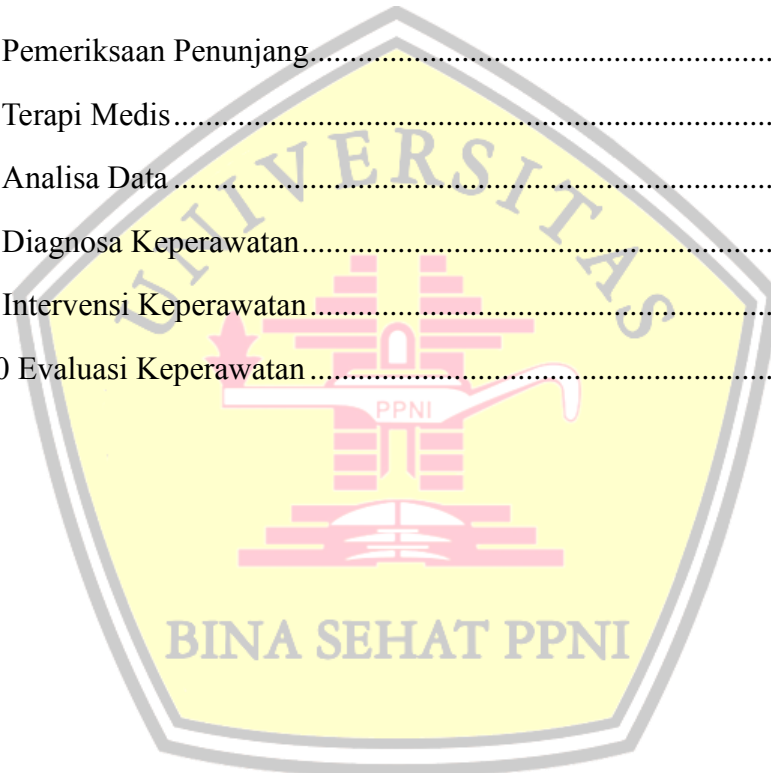 Pemeriksaan Penunjang
Terapi Medis
Analisa Data
Diagnosa Keperawatan
Intervensi Keperawatan
0 Evaluasi Keperawatan
UNIVERSITAS
PPNI
BINA SEHAT PPNI